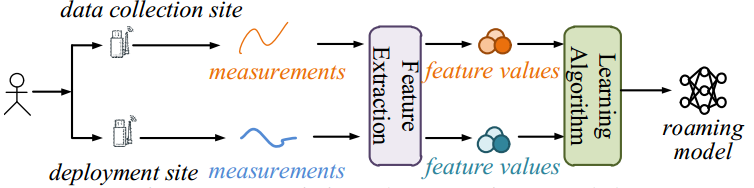 data collection site
measurements
Feature
Extraction
feature values
Learning
Algorithm
roaming
model
deployment site
measurements
feature values